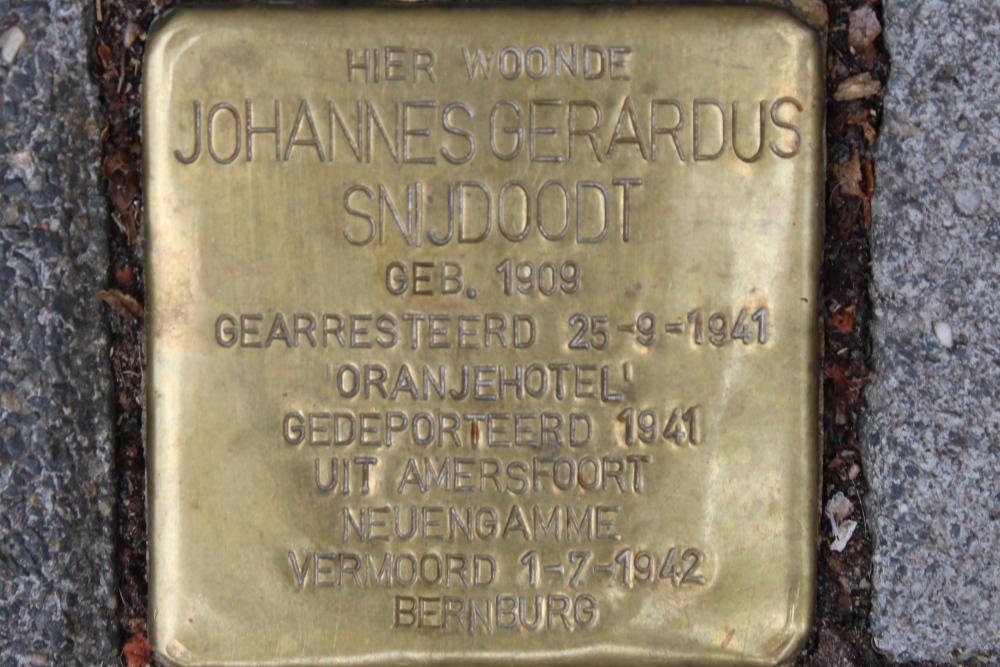 HIER WOONDE
JOHANNES GERARDUS
SNIJDOODT
GEB. 1909
GEARRESTEERD 25-9-1941
'ORANJEHOTEL'
GEDEPORTEERD 1941
UIT AMERSFOORT
NEUENGAMME
VERMOORD 1-7-1942
BERNBURG